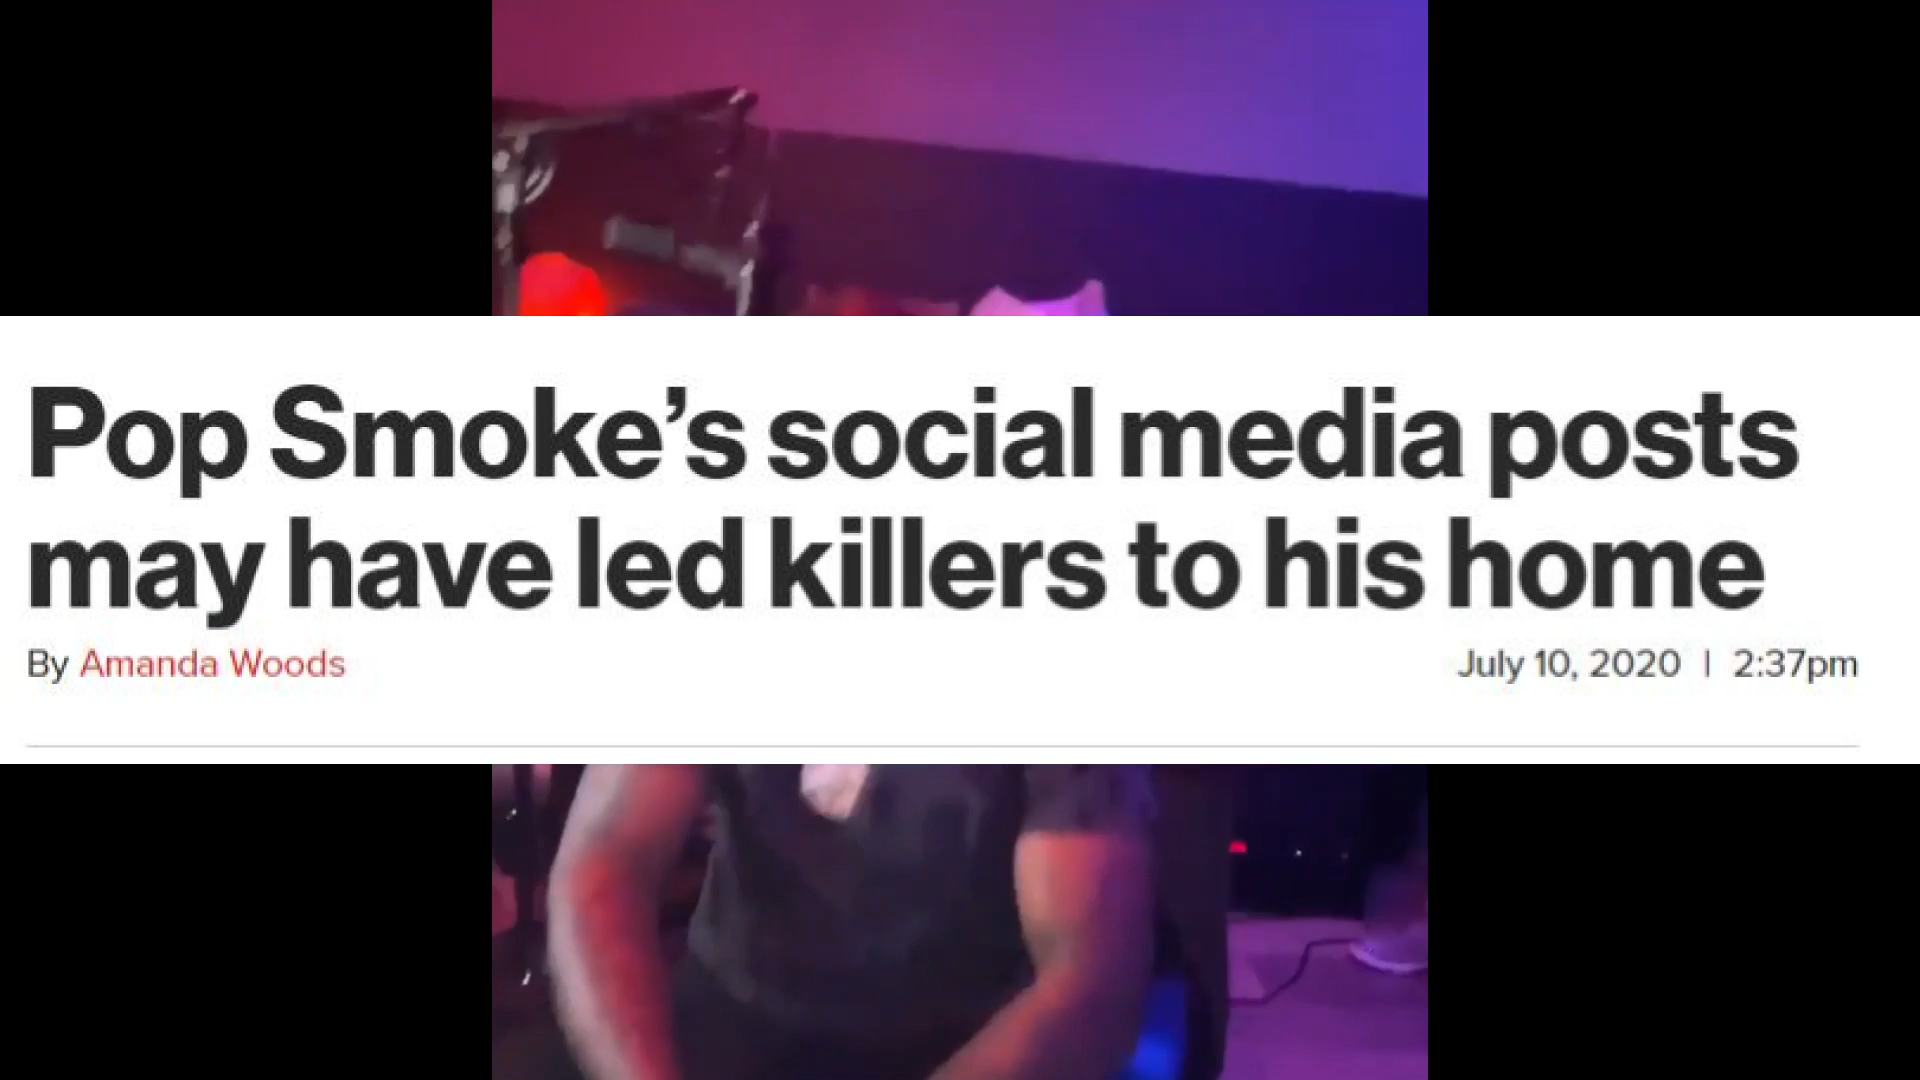 Pop Smoke’s social media posts
may have led killers to his home
By Amanda Woods
July 10, 2020 | 2:37pm